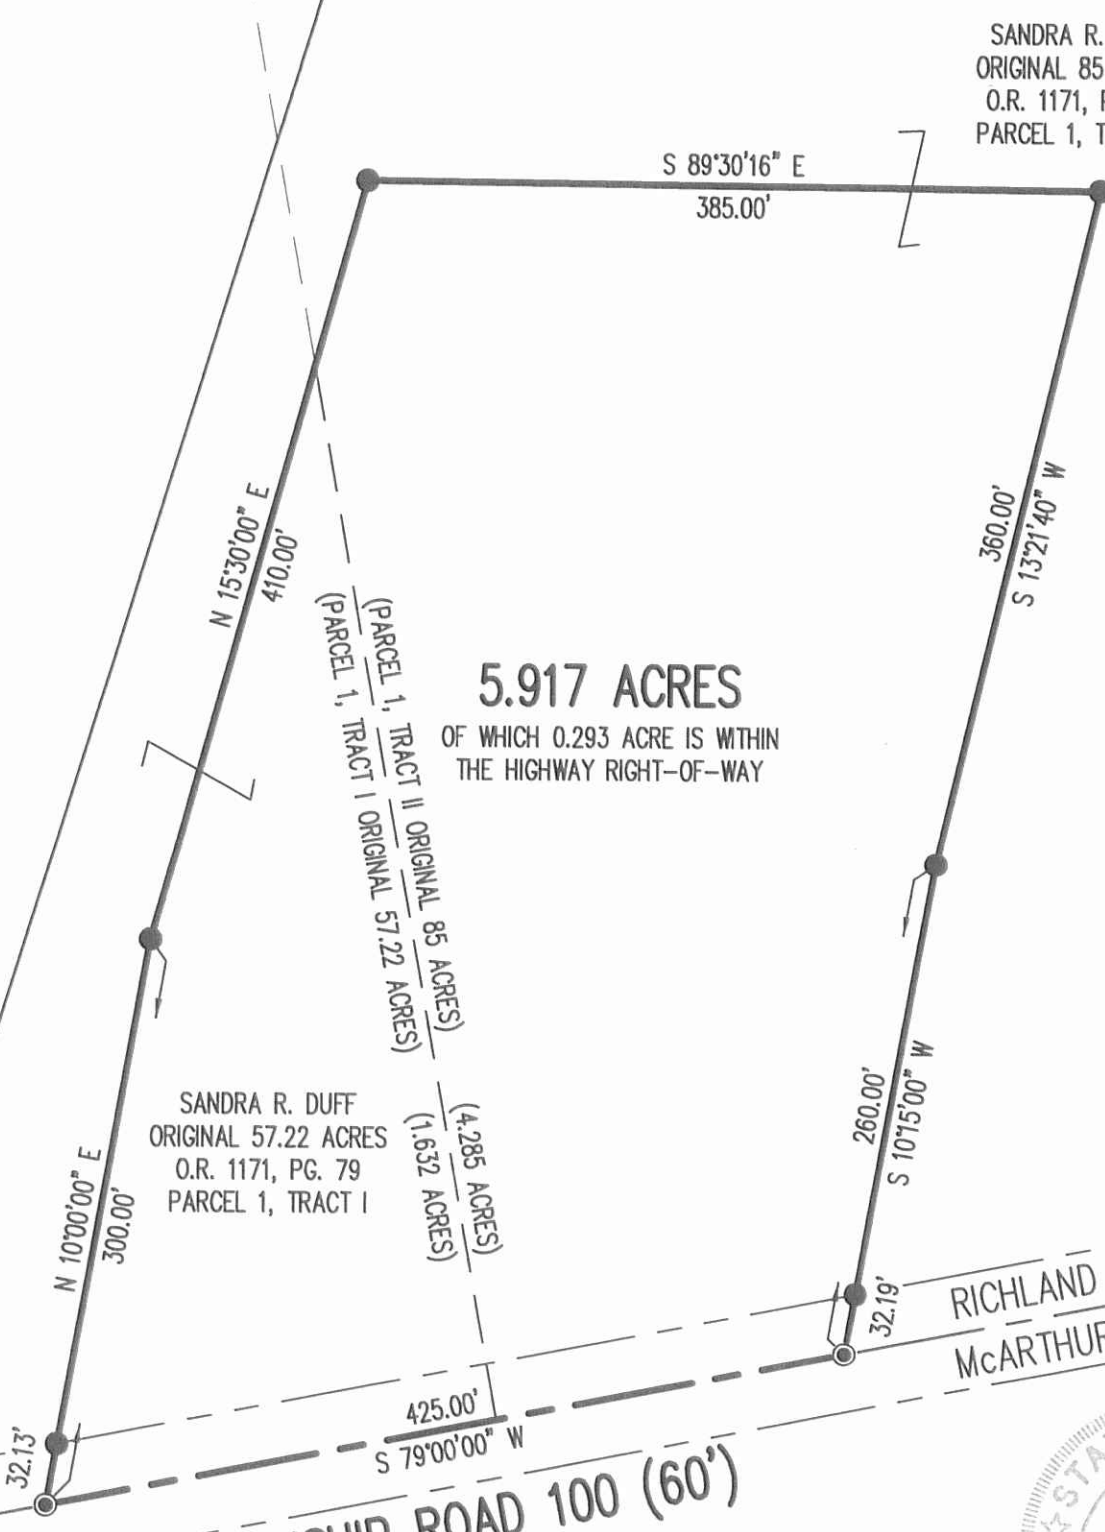 SANDRA R.
ORIGINAL 85
O.R. 1171,
PARCEL 1,
S 89°30'16" E
385.00'
N 15°30'00" E
410.00'
360.00'
S 13°21'40" W
(PARCEL 1, TRACT II ORIGINAL 85 ACRES)
(PARCEL 1, TRACT I ORIGINAL 57.22 ACRES)
5.917 ACRES
OF WHICH 0.293 ACRE IS WITHIN
THE HIGHWAY RIGHT-OF-WAY
SANDRA R. DUFF
ORIGINAL 57.22 ACRES
O.R. 1171, PG. 79
PARCEL 1, TRACT I
(4.285 ACRES)
(1.632 ACRES)
260.00'
S 10°15'00" W
N 10°00'00" E
300.00'
32.19'
RICHLAND
McARTHUR
425.00'
S 79°00'00" W
32.13'
ROAD 100 (60')